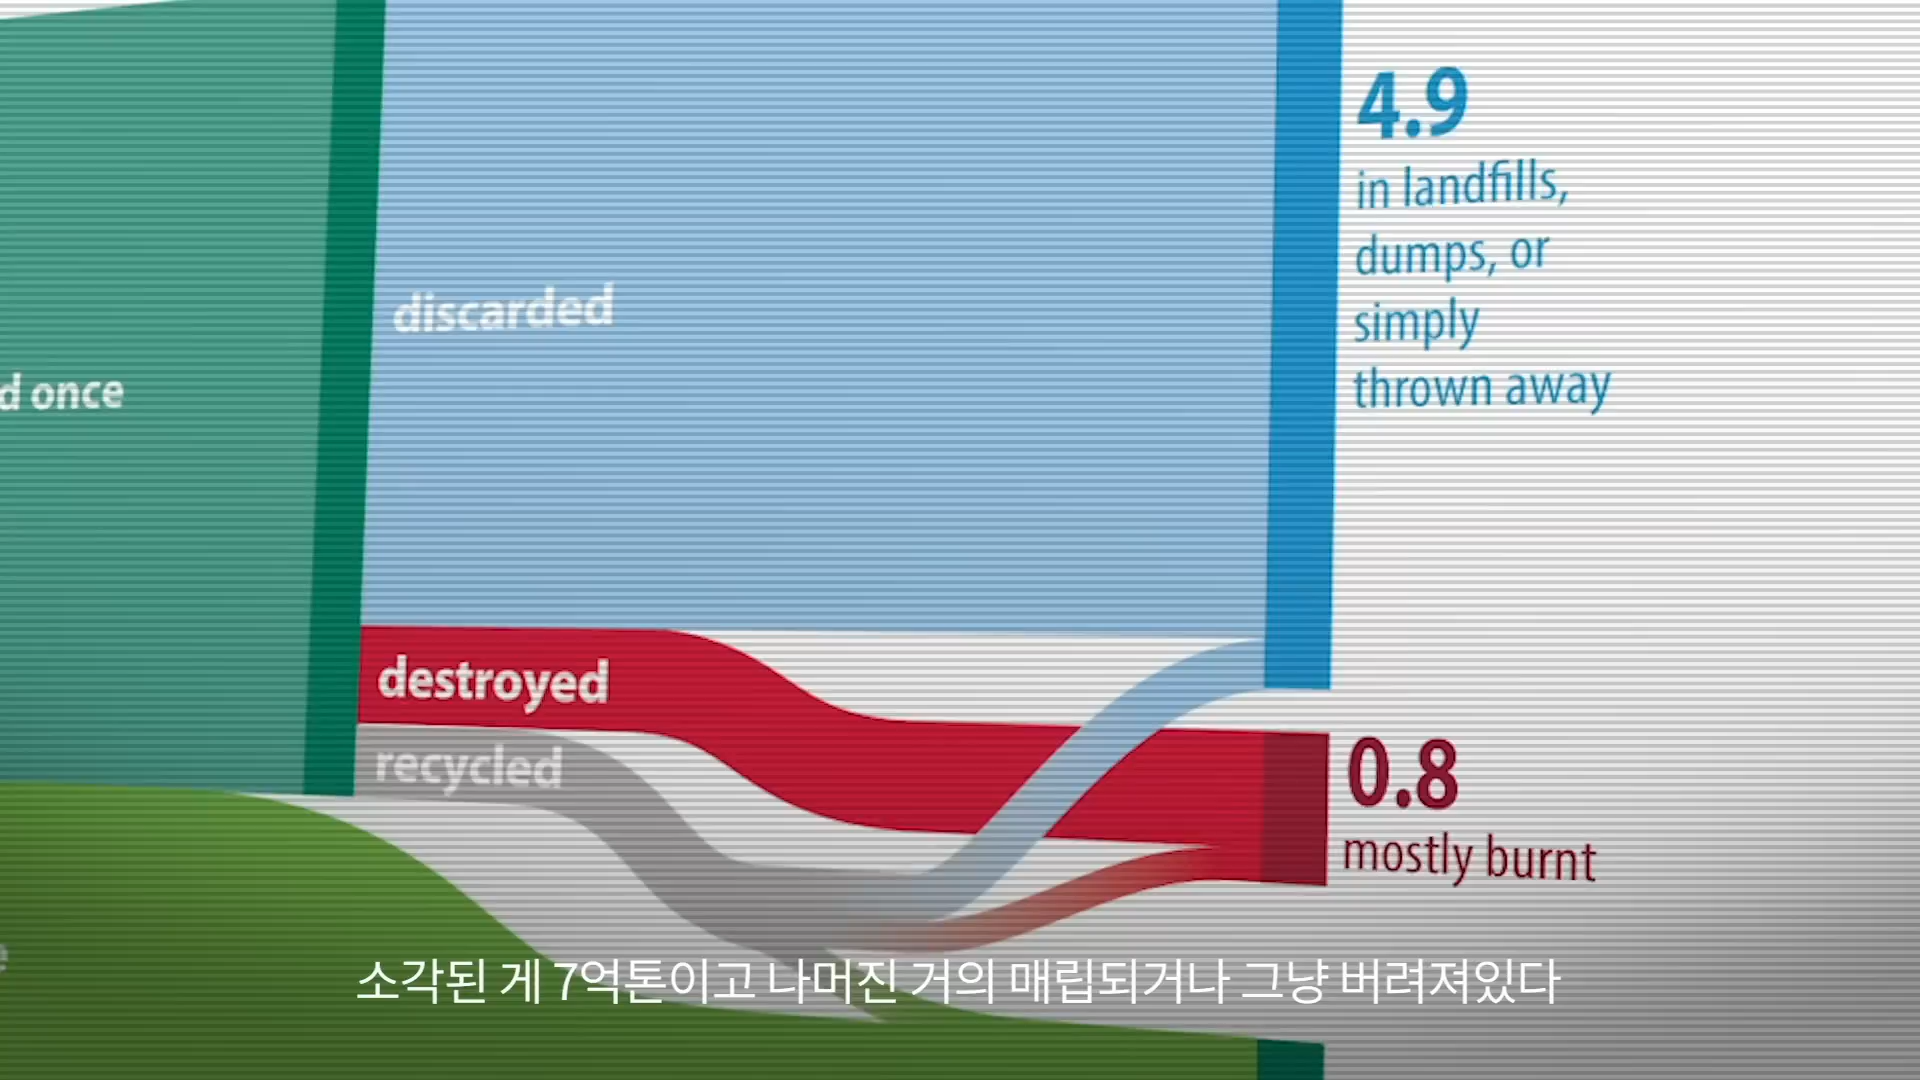 4.9
in landfills,
dumps, or
simply
thrown away
discarded
d once
destroyed
recycled
0.8
mostly burnt
e
소각된 게 7억톤이고 나머진 거의 매립되거나 그냥 버려져있다